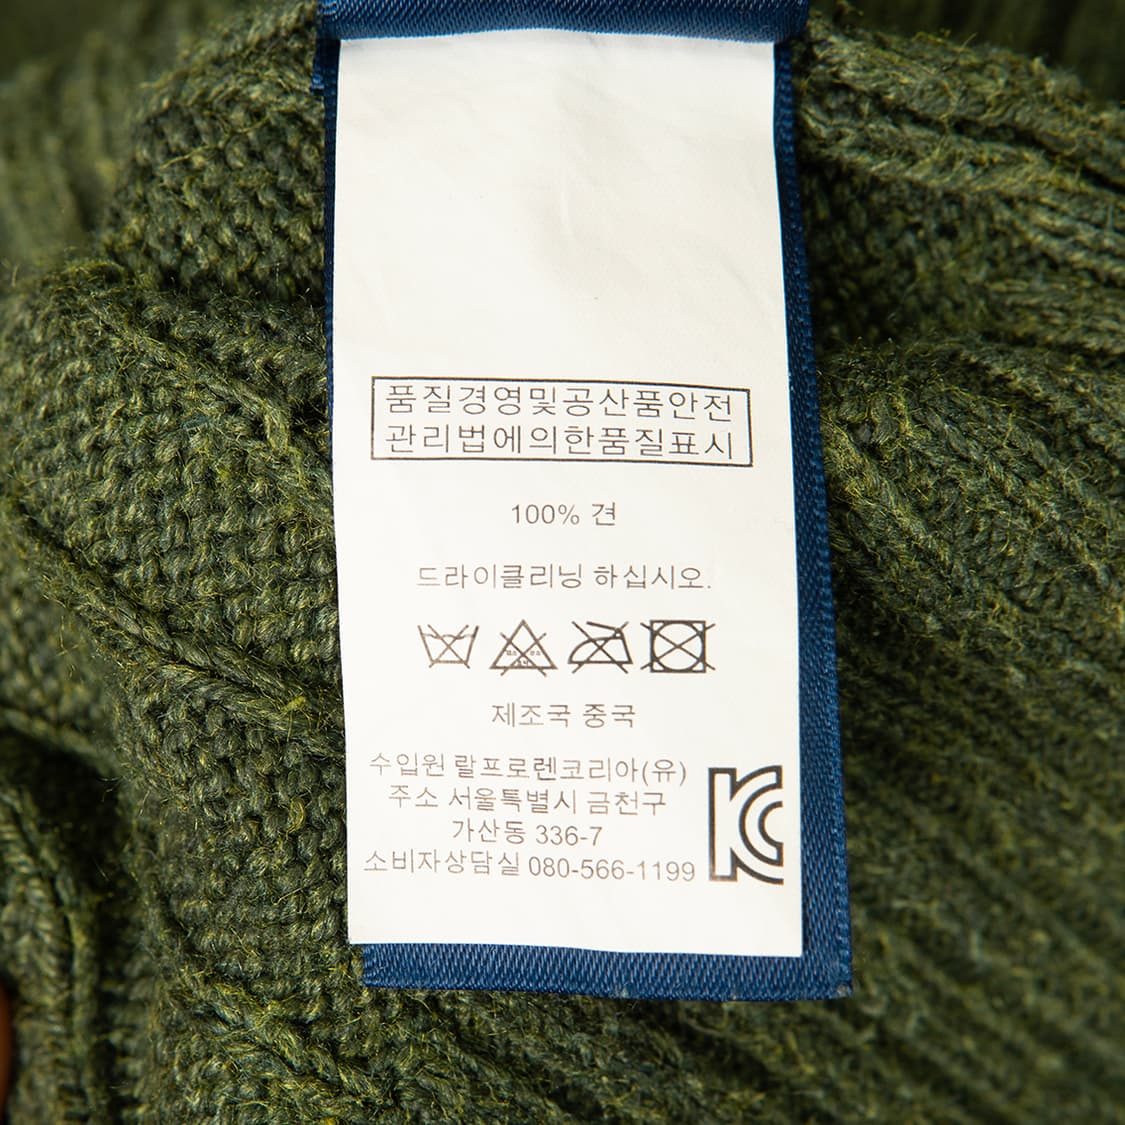 품질경영및공산품안전
관리법에의한품질표시
100% 견
드라이클리닝 하십시오.
제조국 중국
수입원 랄프로렌코리아(유)
주소 서울특별시 금천구
가산동 336-7
소비자상담실 080-566-1199